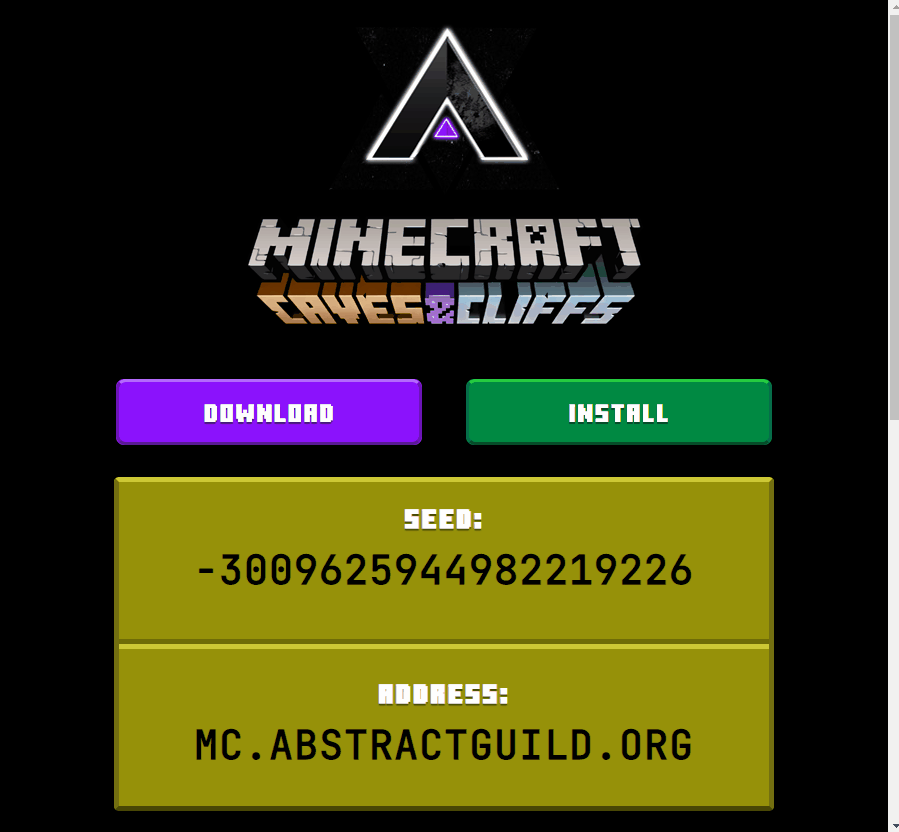 MINECRAFT
CAVES & CLIFFS
DOWNLOAD
INSTALL
SEED:
-3009625944982219226
ADDRESS:
MC.ABSTRACTGUILD.ORG